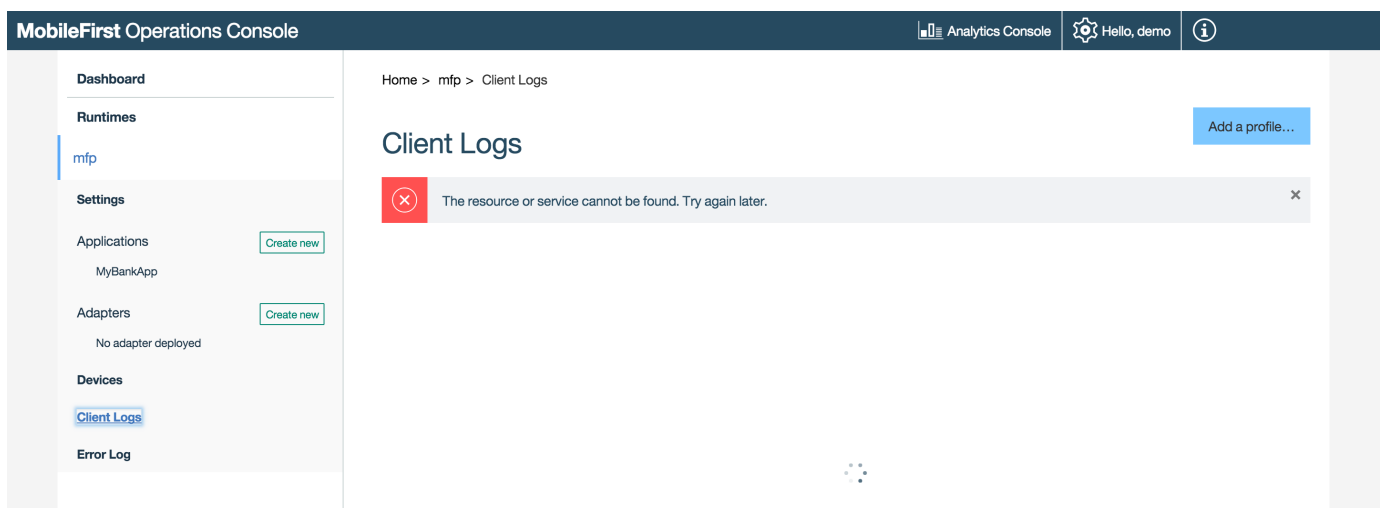 MobileFirst Operations Console
Analytics Console
Hello, demo
Dashboard
Runtimes
mfp
Settings
Applications Create new
MyBankApp
Adapters Create new
No adapter deployed
Devices
Client Logs
Error Log
Home > mfp > Client Logs
Add a profile...
Client Logs
The resource or service cannot be found. Try again later.